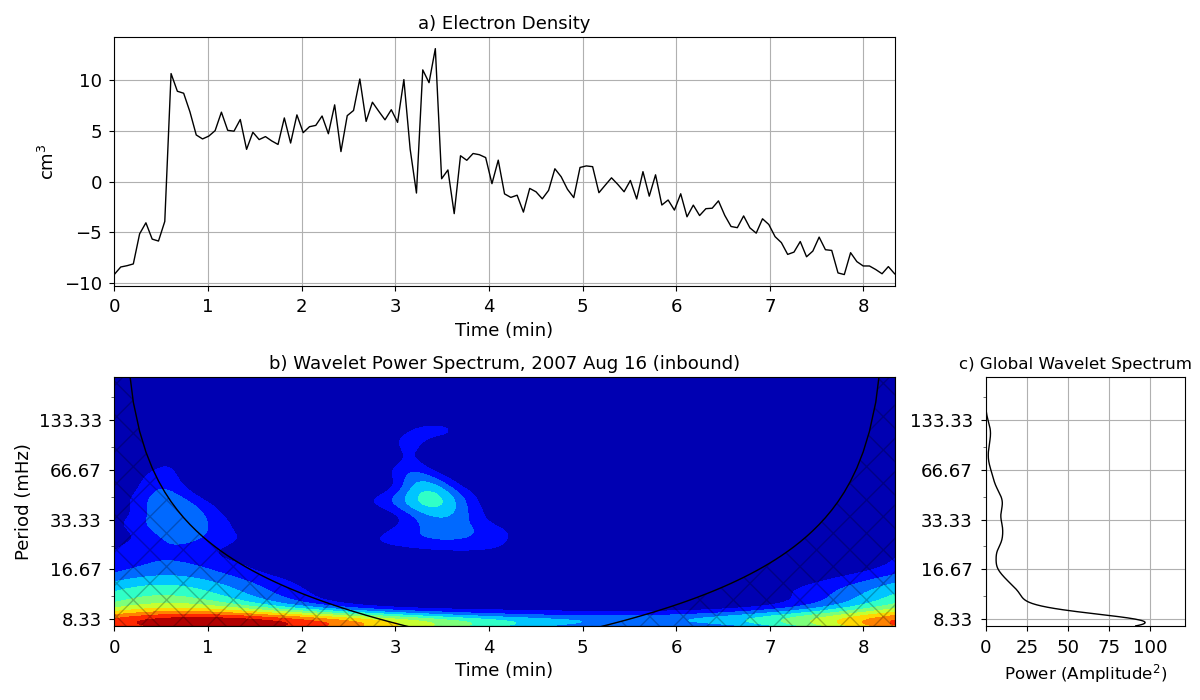 a) Electron Density
10
5
0
−5
−10
cm³
0 1 2 3 4 5 6 7 8
Time (min)
b) Wavelet Power Spectrum, 2007 Aug 16 (inbound)
133.33
66.67
33.33
16.67
8.33
Period (mHz)
0 1 2 3 4 5 6 7 8
Time (min)
c) Global Wavelet Spectrum
133.33
66.67
33.33
16.67
8.33
0 25 50 75 100
Power (Amplitude²)